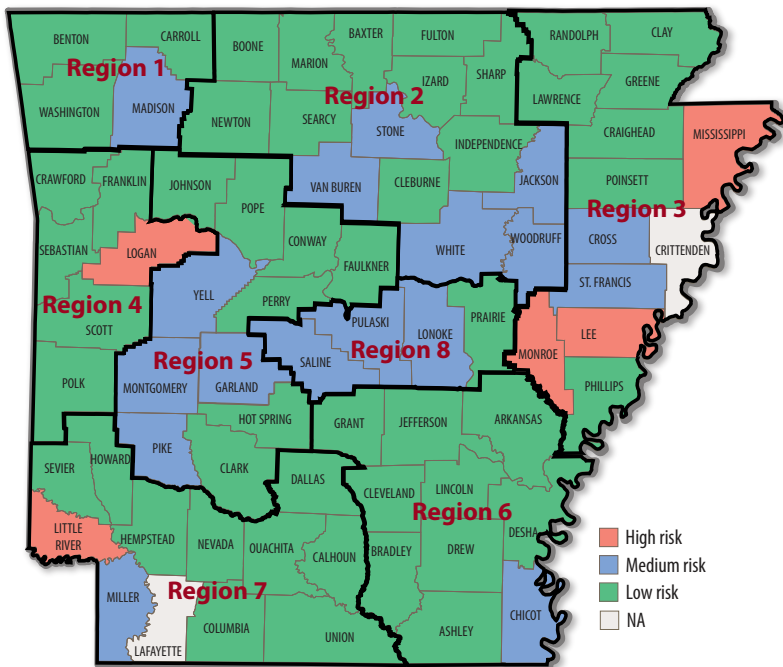 BENTON
CARROLL
BOONE
BAXTER
FULTON
RANDOLPH
CLAY
MARION
Region 1
IZARD
SHARP
GREENE
Region 2
LAWRENCE
WASHINGTON
MADISON
NEWTON
SEARCY
STONE
CRAIGHEAD
MISSISSIPPI
INDEPENDENCE
CRAWFORD
FRANKLIN
JOHNSON
VAN BUREN
CLEBURNE
JACKSON
POINSETT
POPE
Region 3
SEBASTIAN
LOGAN
CONWAY
WHITE
WOODRUFF
CROSS
CRITTENDEN
FAULKNER
ST. FRANCIS
YELL
PERRY
Region 4
SCOTT
PULASKI
LONOKE
PRAIRIE
LEE
Region 5
SALINE
Region 8
MONROE
POLK
MONTGOMERY
GARLAND
PHILLIPS
HOT SPRING
GRANT
JEFFERSON
ARKANSAS
PIKE
SEVIER
HOWARD
CLARK
DALLAS
CLEVELAND
LINCOLN
Region 6
LITTLE
RIVER
HEMPSTEAD
NEVADA
OUACHITA
CALHOUN
BRADLEY
DREW
DESHA
High risk
Medium risk
Low risk
NA
MILLER
Region 7
LAFAYETTE
COLUMBIA
UNION
ASHLEY
CHICOT